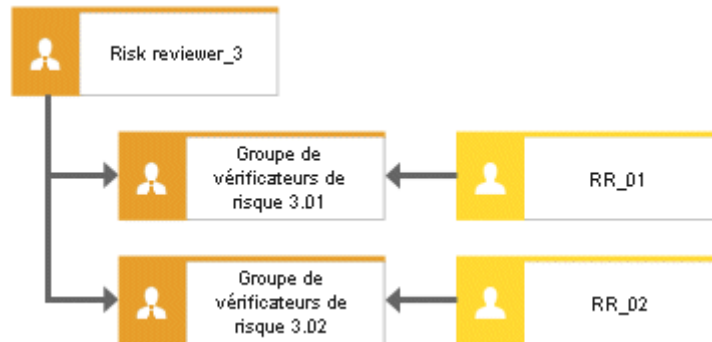 Risk reviewer_3
Groupe de
vérificateurs de
risque 3.01
RR_01
Groupe de
vérificateurs de
risque 3.02
RR_02